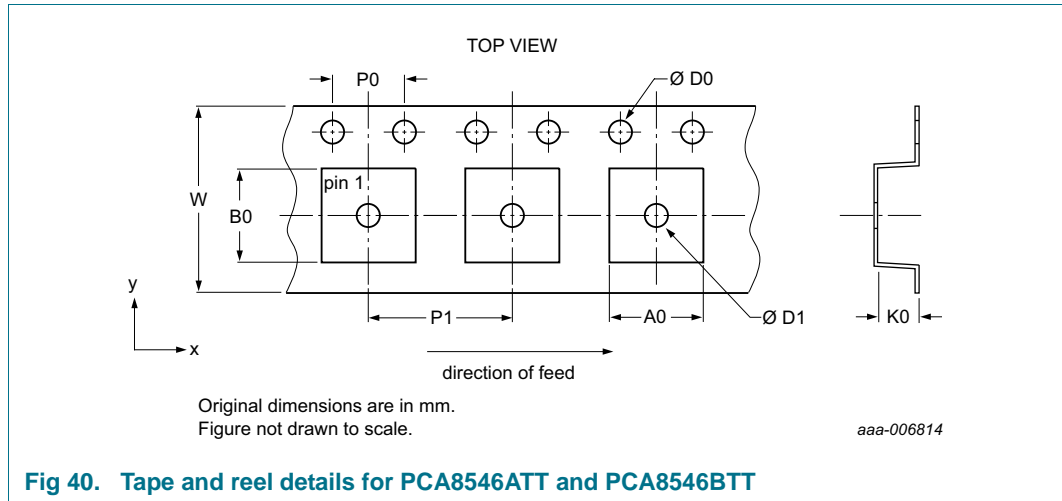 TOP VIEW
P0
Ø D0
W
pin 1
B0
y
x
P1
A0
Ø D1
K0
direction of feed
Original dimensions are in mm.
Figure not drawn to scale.
aaa-006814
Fig 40. Tape and reel details for PCA8546ATT and PCA8546BTT